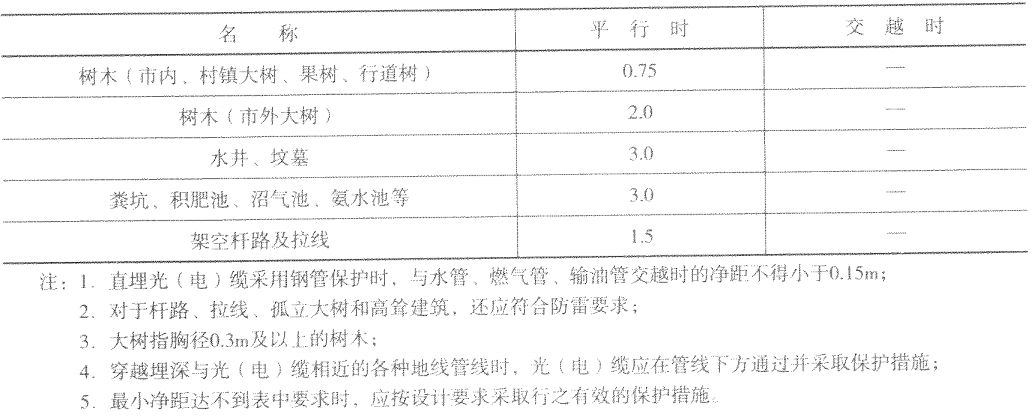 名 称 平 行 时 交 越 时
树木（市内、村镇大树、果树、行道树） 0.75 —
树木（市外大树） 2.0 —
水井、坟墓 3.0 —
粪坑、积肥池、沼气池、氨水池等 3.0 —
架空杆路及拉线 1.5 —
注：1. 直埋光（电）缆采用钢管保护时，与水管、燃气管、输油管交越时的净距不得小于0.15m；
2. 对于杆路、拉线、孤立大树和高耸建筑，还应符合防雷要求；
3. 大树指胸径0.3m及以上的树木；
4. 穿越埋深与光（电）缆相近的各种地线管线时，光（电）缆应在管线下方通过并采取保护措施；
5. 最小净距达不到表中要求时，应按设计要求采取行之有效的保护措施。